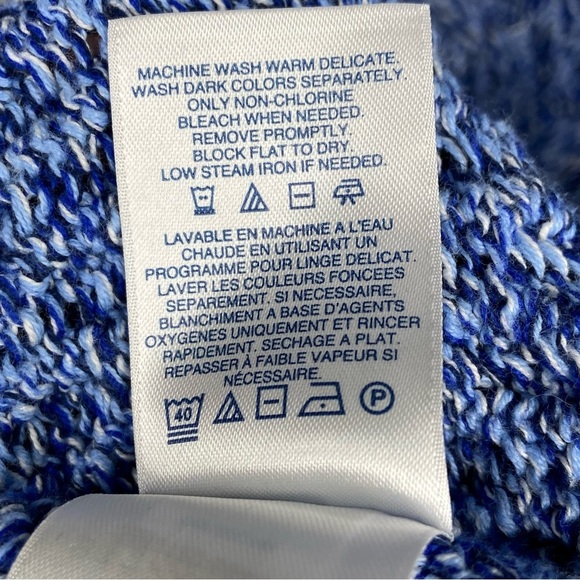 MACHINE WASH WARM DELICATE.
WASH DARK COLORS SEPARATELY.
ONLY NON-CHLORINE
BLEACH WHEN NEEDED.
REMOVE PROMPTLY.
BLOCK FLAT TO DRY.
LOW STEAM IRON IF NEEDED.
LAVABLE EN MACHINE A L'EAU
CHAUDE EN UTILISANT UN
PROGRAMME POUR LINGE DELICAT.
LAVER LES COULEURS FONCÉES
SEPAREMENT. SI NECESSAIRE,
BLANCHIMENT A BASE D'AGENTS
OXYGENES UNIQUEMENT ET RINCER
RAPIDEMENT. SECHAGE A PLAT.
REPASSER À FAIBLE VAPEUR SI
NÉCESSAIRE.
40 P